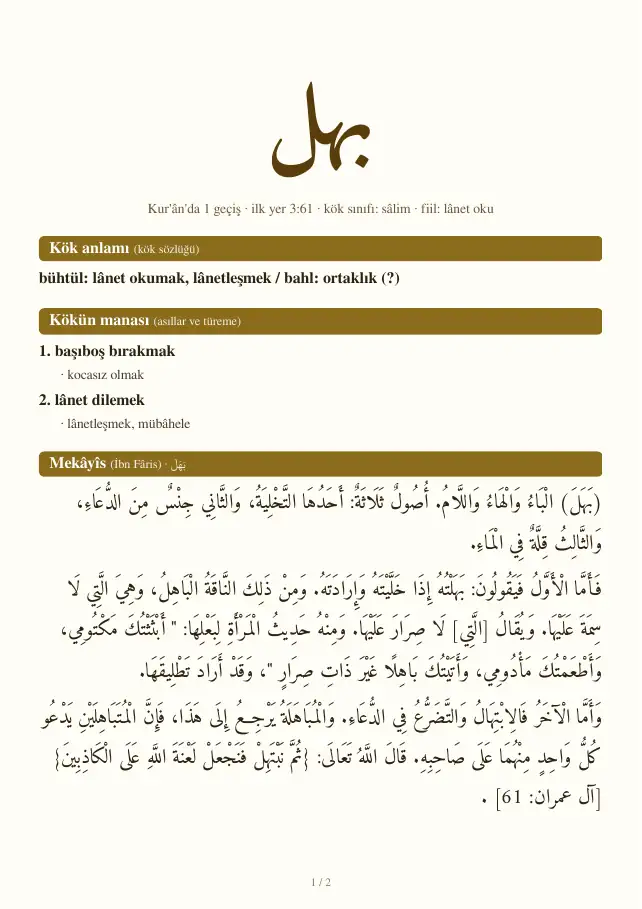 بهل
Kur'ân'da 1 geçiş · ilk yer 3:61 · kök sınıfı: sâlim · fiil: lânet oku
Kök anlamı (kök sözlüğü)
bühtül: lânet okumak, lânetleşmek / bahl: ortaklık (?)
Kökün manası (asıllar ve türeme)
1. başıboş bırakmak
· kocasız olmak
2. lânet dilemek
· lânetleşmek, mübâhele
Mekâyîs (İbn Fâris) · بَهَلَ
(بَهَلَ) الْبَاءُ وَالْهَاءُ وَاللَّامُ. أُصُولٌ ثَلَاثَةٌ: أَحَدُهَا التَّخْلِيَةُ، وَالثَّانِي جِنْسٌ مِنَ الدُّعَاءِ،
وَالثَّالِثُ قِلَّةٌ فِي الْمَاءِ.
فَأَمَّا الْأَوَّلُ فَيَقُولُونَ: بَهَلْتُهُ إِذَا خَلَّيْتَهُ وَإِرَادَتَهُ. وَمِنْ ذَلِكَ النَّاقَةُ الْبَاهِلُ، وَهِيَ الَّتِي لَا
سِمَةَ عَلَيْهَا. وَيُقَالُ [الَّتِي] لَا صِرَارَ عَلَيْهَا. وَمِنْهُ حَدِيثُ الْمَرْأَةِ لِبَعْلِهَا: " أَبْثَثْتُكَ مَكْتُومِي،
وَأَطْعَمْتُكَ مَأْدُومِي، وَأَتَيْتُكَ بَاهِلًا غَيْرَ ذَاتِ صِرَارٍ "، وَقَدْ أَرَادَ تَطْلِيقَهَا.
وَأَمَّا الْآخَرُ فَالِابْتِهَالُ وَالتَّضَرُّعُ فِي الدُّعَاءِ. وَالْمُبَاهَلَةُ يَرْجِعُ إِلَى هَذَا، فَإِنَّ الْمُتَبَاهِلَيْنِ يَدْعُو
كُلُّ وَاحِدٍ مِنْهُمَا عَلَى صَاحِبِهِ. قَالَ اللَّهُ تَعَالَى: {ثُمَّ نَبْتَهِلْ فَنَجْعَلْ لَعْنَةَ اللَّهِ عَلَى الْكَاذِبِينَ}
[آل عمران: 61] .
1 / 2